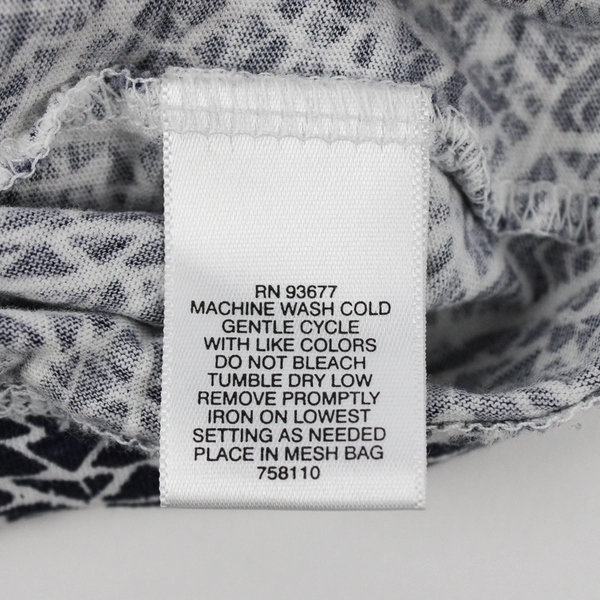 RN 93677
MACHINE WASH COLD
GENTLE CYCLE
WITH LIKE COLORS
DO NOT BLEACH
TUMBLE DRY LOW
REMOVE PROMPTLY
IRON ON LOWEST
SETTING AS NEEDED
PLACE IN MESH BAG
758110